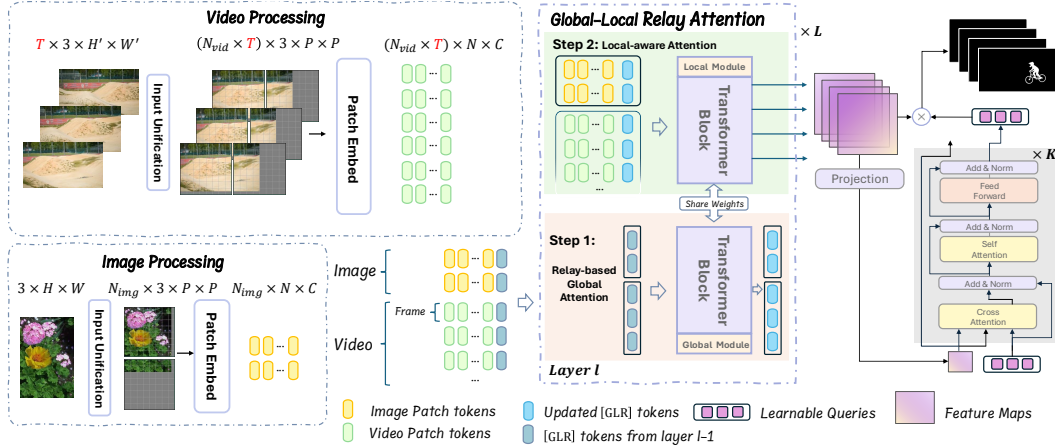 Video Processing
T × 3 × H′ × W′
(N_vid × T) × 3 × P × P
(N_vid × T) × N × C
Input Unification
Patch Embed
...
...
...
...
...
...
Image Processing
3 × H × W
N_img × 3 × P × P
N_img × N × C
Input Unification
Patch Embed
...
...
Image
Frame
Video
...
...
...
...
...
...
Global–Local Relay Attention
× L
Step 2: Local-aware Attention
...
...
...
...
...
...
Local Module
Transformer Block
Share Weights
Step 1:
Relay-based
Global
Attention
Transformer Block
Global Module
Layer l
Projection
×
× K
Add & Norm
Feed
Forward
Add & Norm
Self
Attention
Add & Norm
Cross
Attention
Image Patch tokens
Video Patch tokens
Updated [GLR] tokens
[GLR] tokens from layer l–1
Learnable Queries
Feature Maps